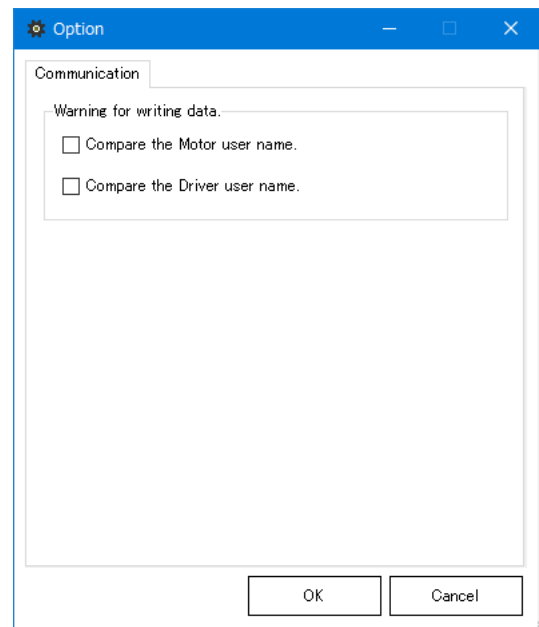 Option
Communication
Warning for writing data.
Compare the Motor user name.
Compare the Driver user name.
OK
Cancel